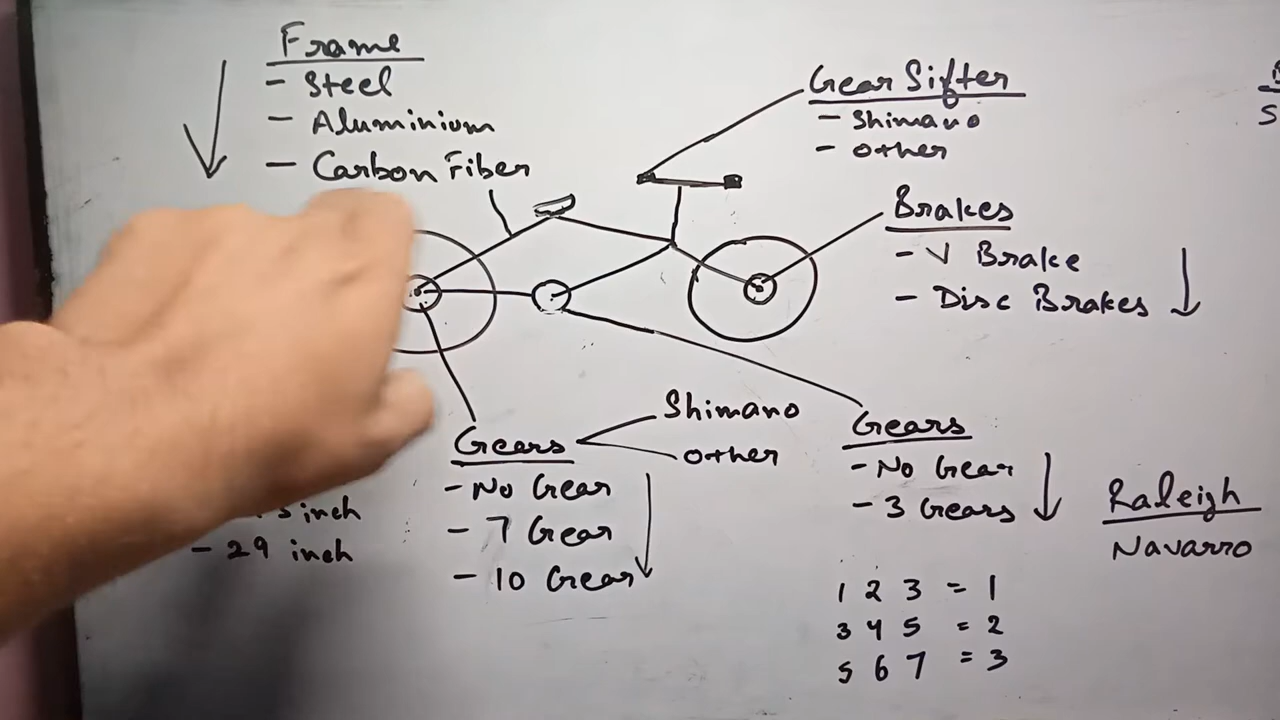 Frame
- Steel
- Aluminium
- Carbon Fiber
Gear Sifter
- Shimano
- other
Brakes
- V Brake
- Disc Brakes
Gears
Shimano
other
- No Gear
- 7 Gear
- 10 Gear
Gears
- No Gear
- 3 Gears
inch
- 29 inch
Raleigh
Navarro
1 2 3 = 1
3 4 5 = 2
5 6 7 = 3